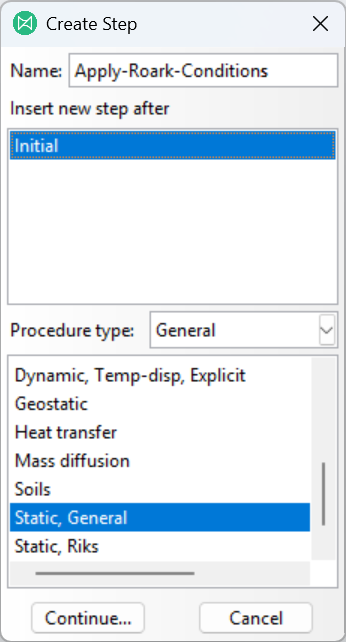 Create Step
Name: Apply-Roark-Conditions
Insert new step after
Initial
Procedure type: General
Dynamic, Temp-disp, Explicit
Geostatic
Heat transfer
Mass diffusion
Soils
Static, General
Static, Riks
Continue... Cancel